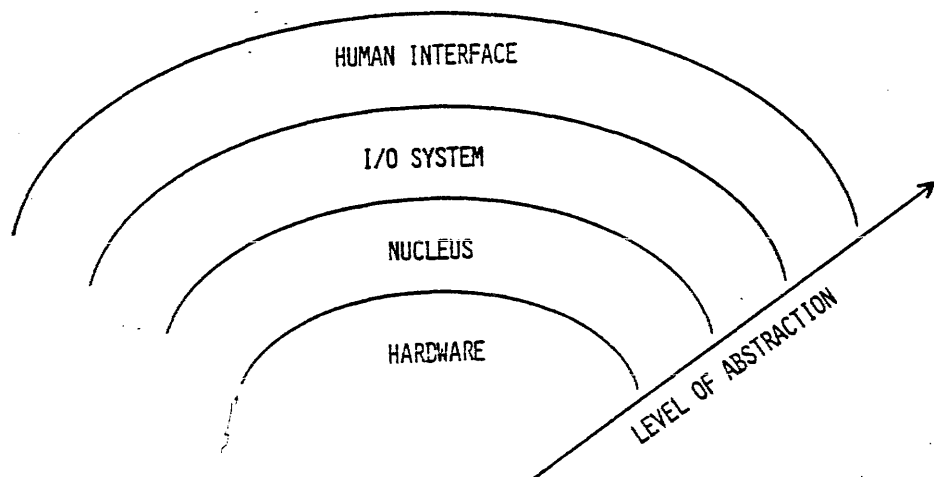 HUMAN INTERFACE
I/O SYSTEM
NUCLEUS
HARDWARE
LEVEL OF ABSTRACTION